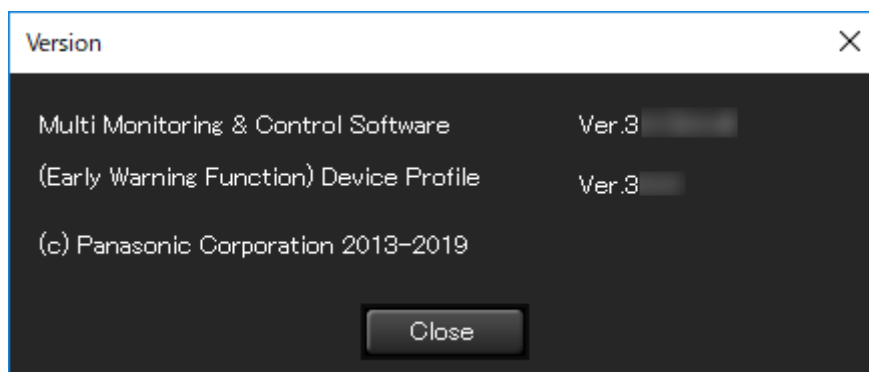 Version
Multi Monitoring & Control Software Ver.3
(Early Warning Function) Device Profile Ver.3
(c) Panasonic Corporation 2013-2019
Close